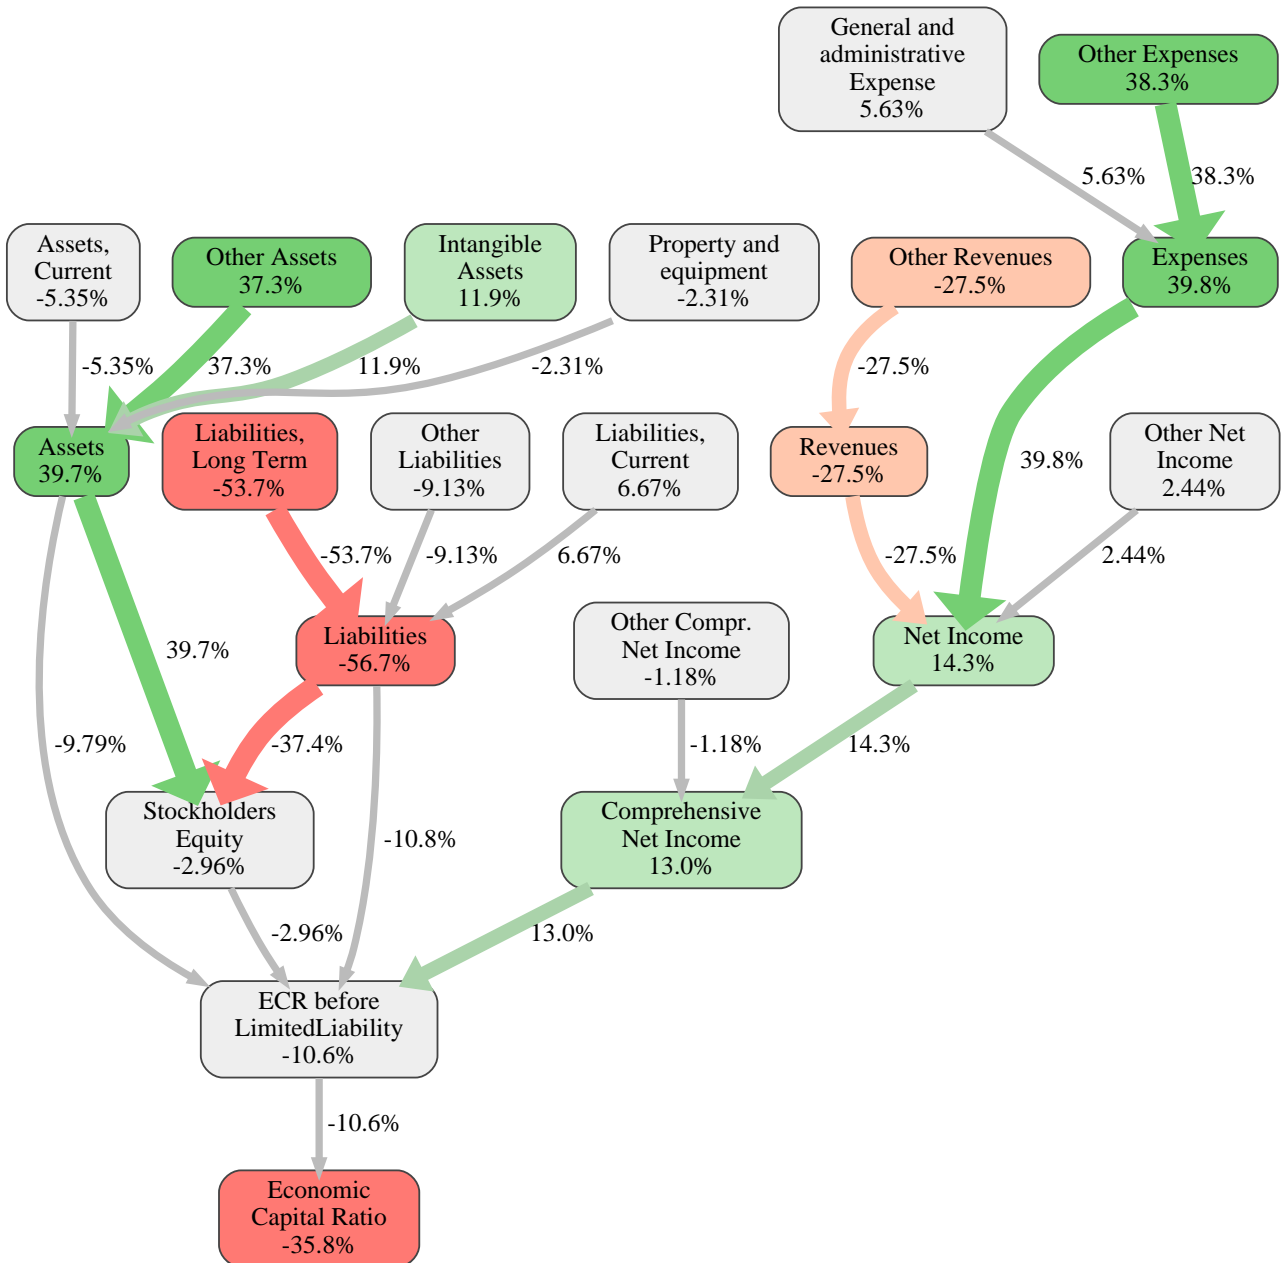 General and
administrative
Expense
5.63%
Other Expenses
38.3%
5.63%
38.3%
Assets,
Current
-5.35%
Other Assets
37.3%
Intangible
Assets
11.9%
Property and
equipment
-2.31%
Other Revenues
-27.5%
Expenses
39.8%
-5.35%
37.3%
11.9%
-2.31%
-27.5%
Assets
39.7%
Liabilities,
Long Term
-53.7%
Other
Liabilities
-9.13%
Liabilities,
Current
6.67%
Revenues
-27.5%
39.8%
Other Net
Income
2.44%
-53.7%
-9.13%
6.67%
-27.5%
2.44%
39.7%
Liabilities
-56.7%
Other Compr.
Net Income
-1.18%
Net Income
14.3%
-9.79%
-37.4%
-1.18%
14.3%
Stockholders
Equity
-2.96%
-10.8%
Comprehensive
Net Income
13.0%
-2.96%
13.0%
ECR before
LimitedLiability
-10.6%
-10.6%
Economic
Capital Ratio
-35.8%